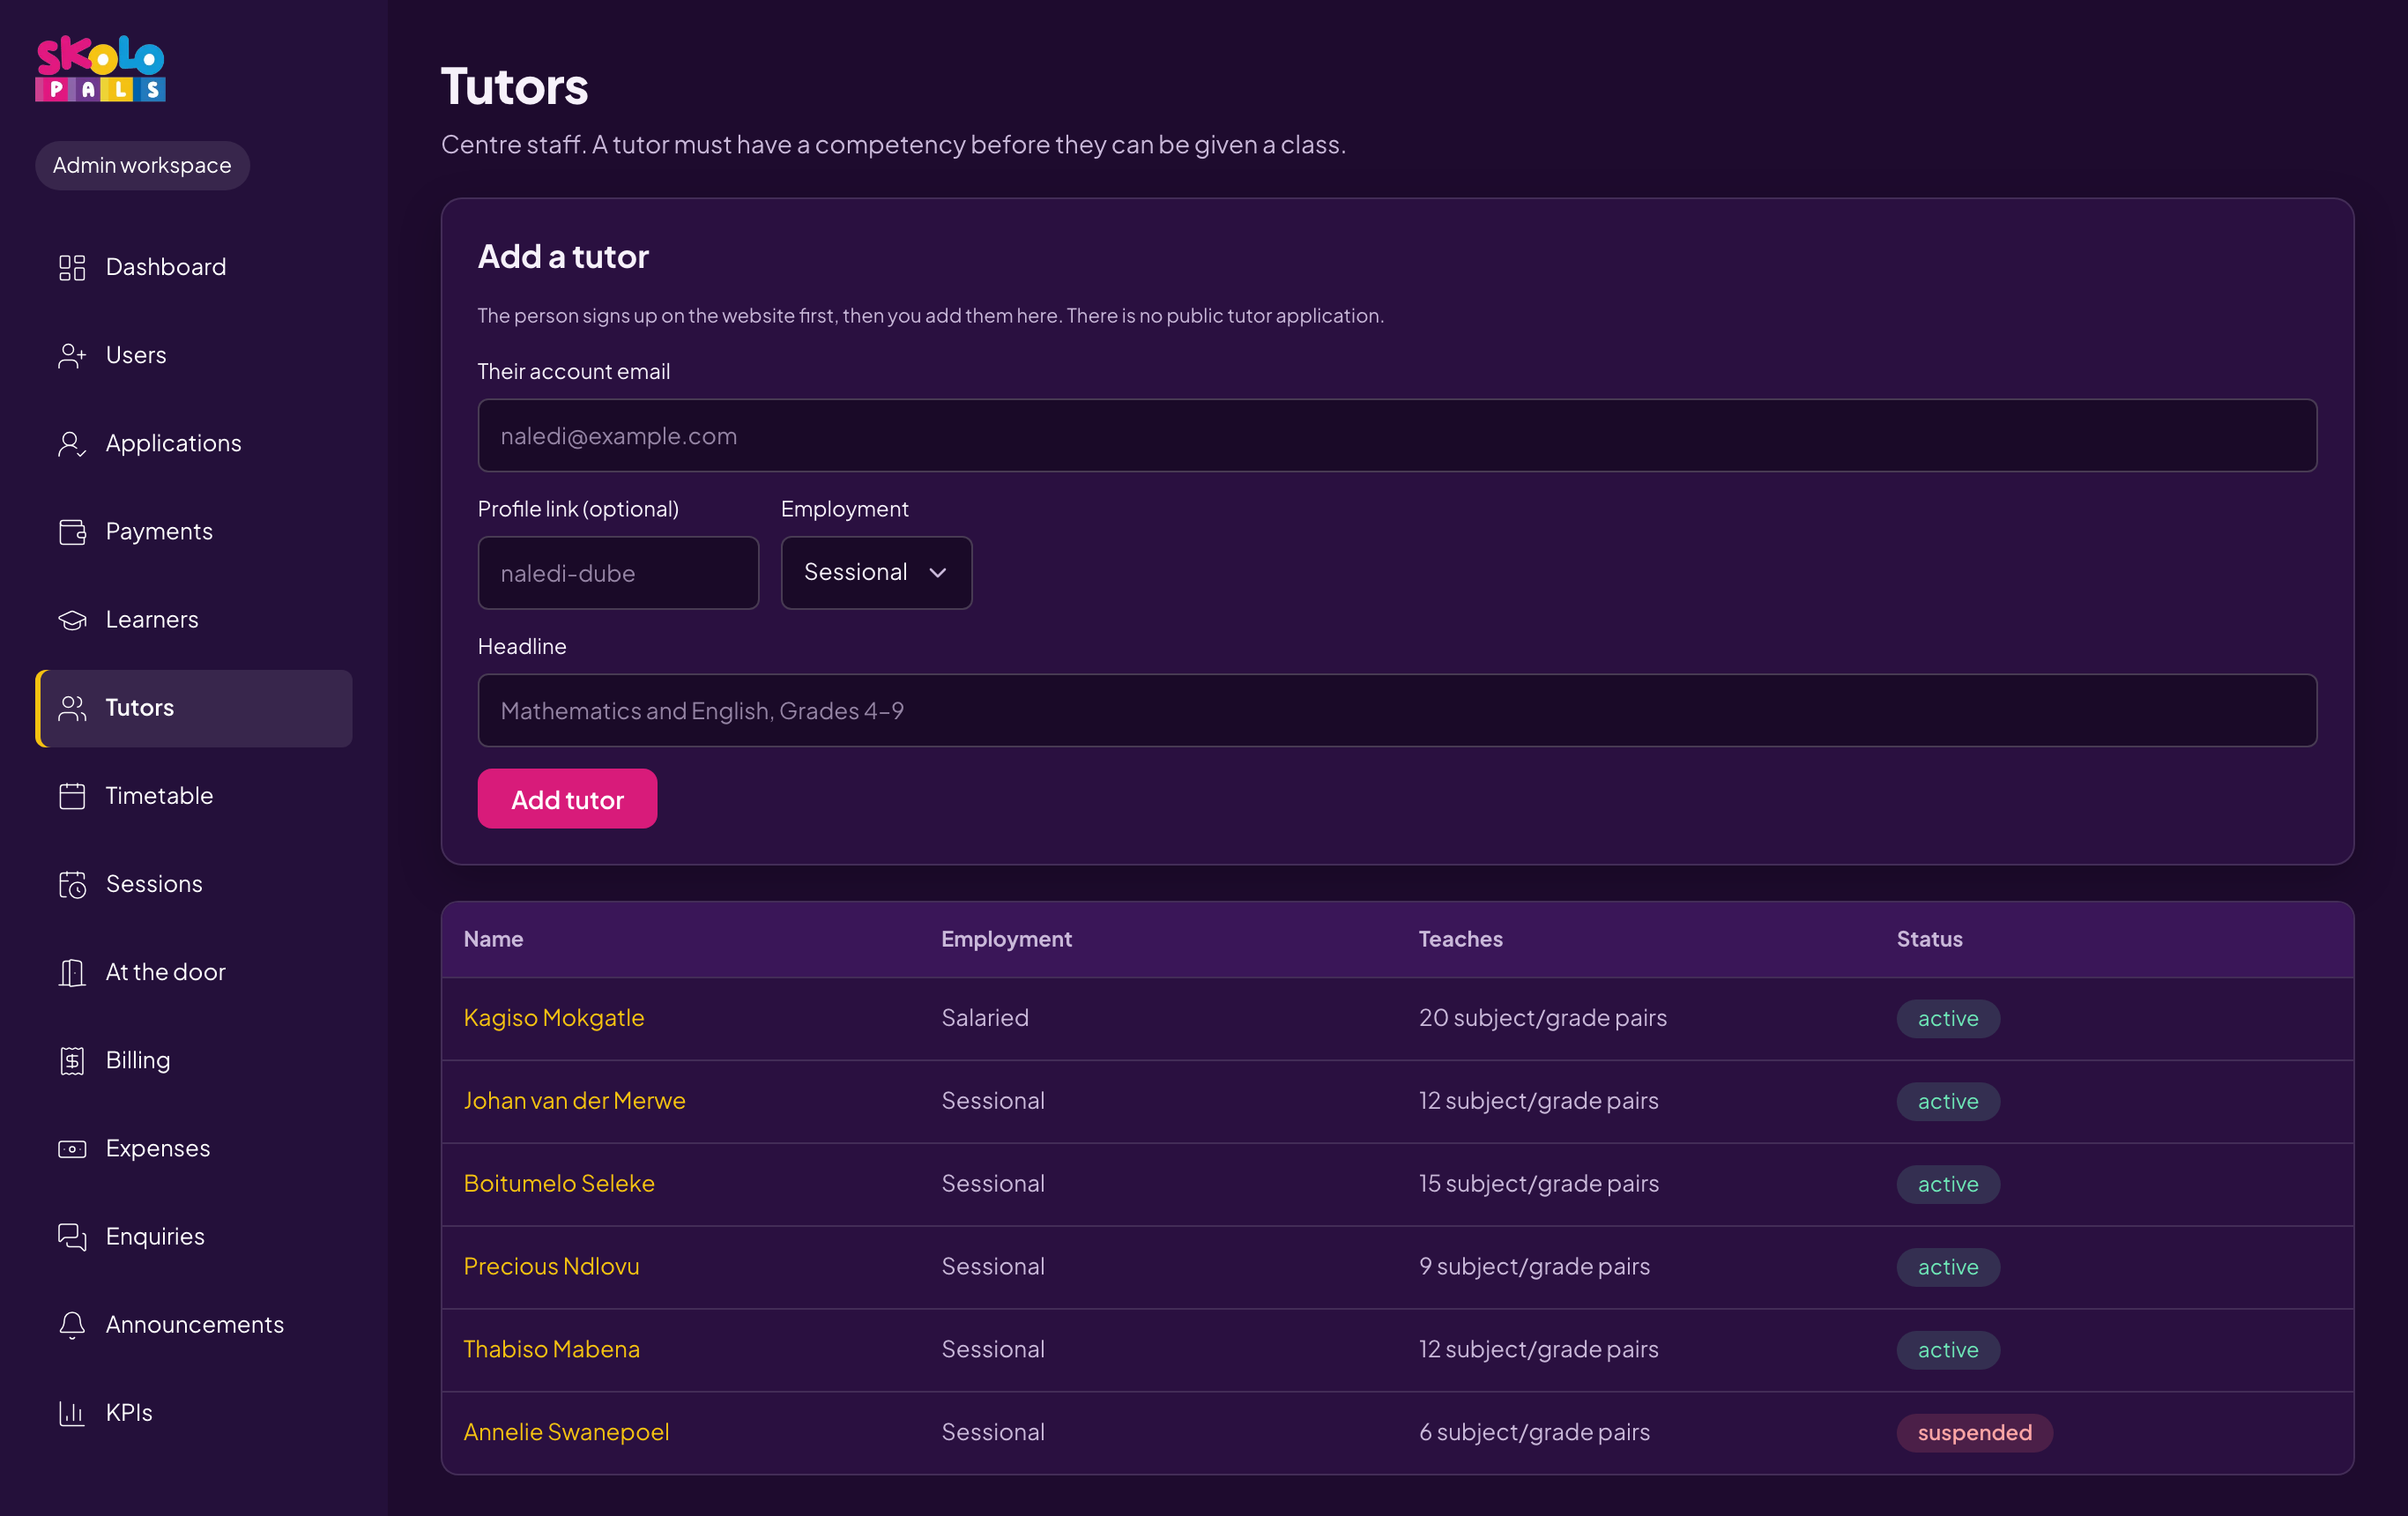 SKOLO
PALS
Admin workspace
Dashboard
Users
Applications
Payments
Learners
Tutors
Timetable
Sessions
At the door
Billing
Expenses
Enquiries
Announcements
KPIs
Tutors
Centre staff. A tutor must have a competency before they can be given a class.
Add a tutor
The person signs up on the website first, then you add them here. There is no public tutor application.
Their account email
naledi@example.com
Profile link (optional) Employment
naledi-dube Sessional
Headline
Mathematics and English, Grades 4–9
Add tutor
Name Employment Teaches Status
Kagiso Mokgatle Salaried 20 subject/grade pairs active
Johan van der Merwe Sessional 12 subject/grade pairs active
Boitumelo Seleke Sessional 15 subject/grade pairs active
Precious Ndlovu Sessional 9 subject/grade pairs active
Thabiso Mabena Sessional 12 subject/grade pairs active
Annelie Swanepoel Sessional 6 subject/grade pairs suspended